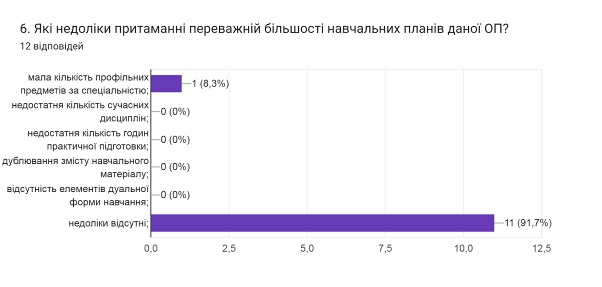 6. Які недоліки притаманні переважній більшості навчальних планів даної ОП?
12 відповідей
мала кількість профільних
предметів за спеціальністю;
1 (8,3%)
недостатня кількість сучасних
дисциплін;
0 (0%)
недостатня кількість годин
практичної підготовки;
0 (0%)
дублювання змісту навчального
матеріалу;
0 (0%)
відсутність елементів дуальної
форми навчання;
0 (0%)
недоліки відсутні;
11 (91,7%)
0,0 2,5 5,0 7,5 10,0 12,5